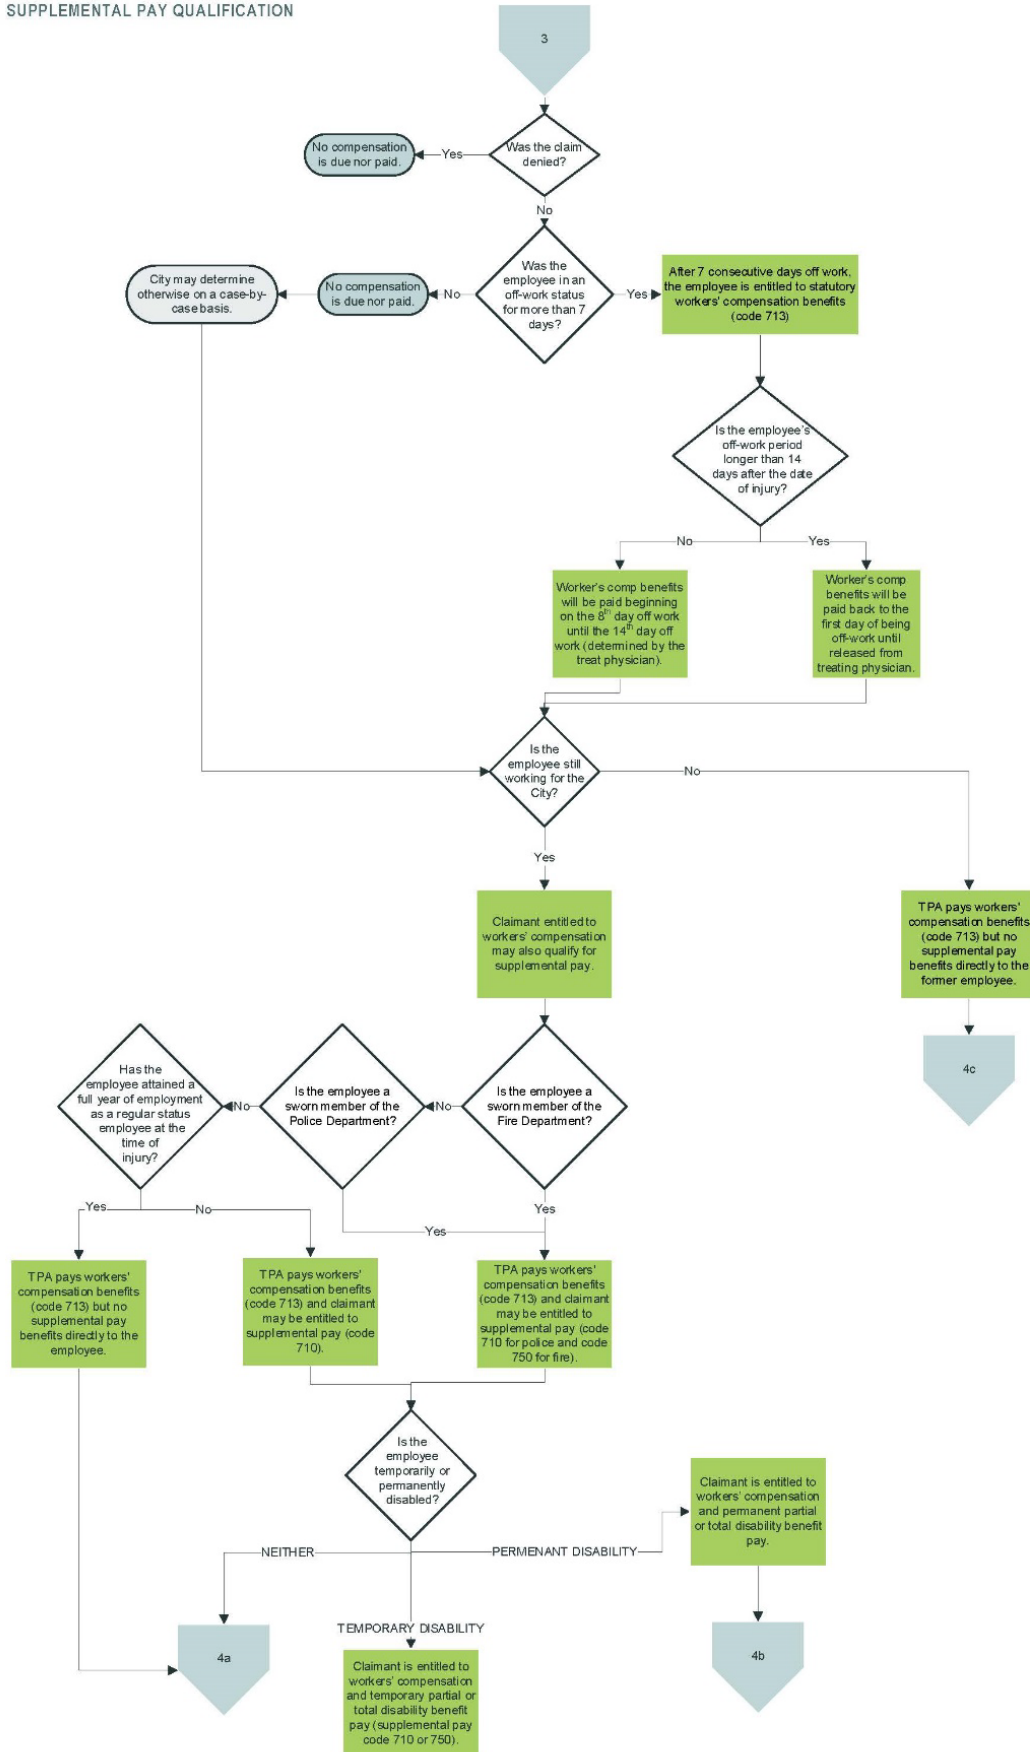 SUPPLEMENTAL PAY QUALIFICATION
3
Was the claim
denied?
Yes
No compensation
is due nor paid.
No
Was the
employee in an
off-work status
for more than 7
days?
No
No compensation
is due nor paid.
City may determine
otherwise on a case-by-
case basis.
Yes
After 7 consecutive days off work,
the employee is entitled to statutory
workers' compensation benefits
(code 713)
Is the employee's
off-work period
longer than 14
days after the date
of injury?
No
Yes
Worker's comp benefits
will be paid beginning
on the 8th day off work
until the 14th day off
work (determined by the
treat physician).
Worker's comp
benefits will be
paid back to the
first day of being
off-work until
released from
treating physician.
Is the
employee still
working for the
City?
No
Yes
Claimant entitled to
workers' compensation
may also qualify for
supplemental pay.
TPA pays workers'
compensation benefits
(code 713) but no
supplemental pay
benefits directly to the
former employee.
4c
Is the employee a
sworn member of the
Fire Department?
No
Is the employee a
sworn member of the
Police Department?
No
Has the
employee attained a
full year of employment
as a regular status
employee at the
time of
injury?
Yes
No
Yes
Yes
TPA pays workers'
compensation benefits
(code 713) but no
supplemental pay
benefits directly to the
employee.
TPA pays workers'
compensation benefits
(code 713) and claimant
may be entitled to
supplemental pay (code
710).
TPA pays workers'
compensation benefits
(code 713) and claimant
may be entitled to
supplemental pay (code
710 for police and code
750 for fire).
Is the
employee
temporarily or
permanently
disabled?
NEITHER
PERMENANT DISABILITY
TEMPORARY DISABILITY
Claimant is entitled to
workers' compensation
and permanent partial
or total disability benefit
pay.
4a
Claimant is entitled to
workers' compensation
and temporary partial or
total disability benefit
pay (supplemental pay
code 710 or 750).
4b